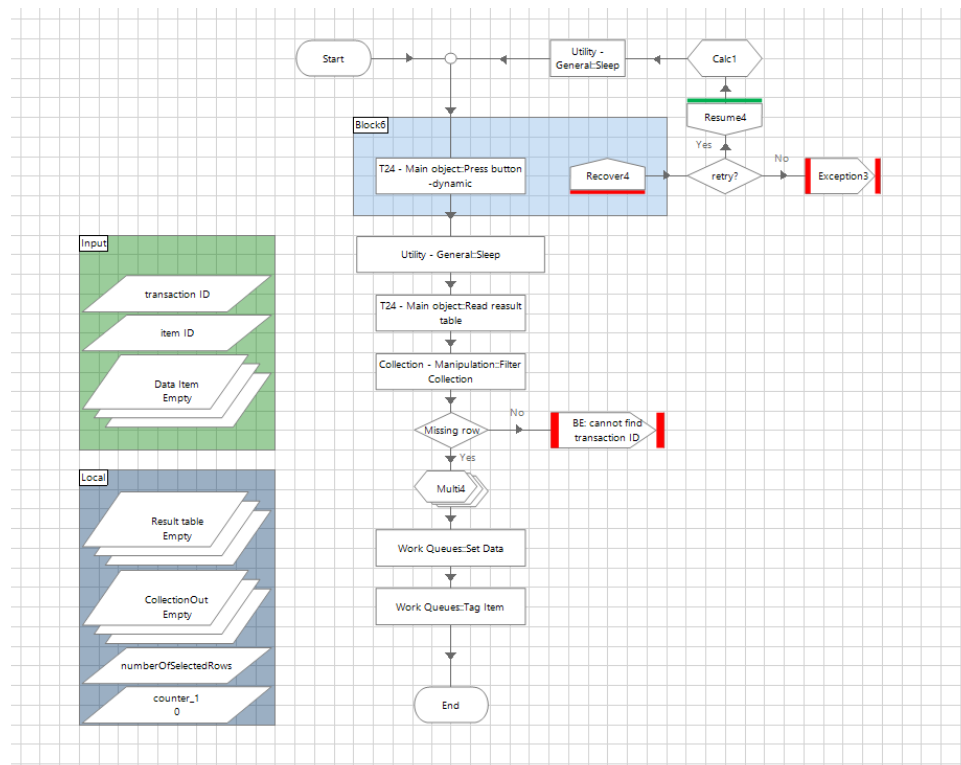 Start
Utility -
General::Sleep
Calc1
Block6
Resume4
Yes
T24 - Main object::Press button
-dynamic
Recover4
retry?
No
Exception3
Input
Utility - General::Sleep
transaction ID
T24 - Main object::Read reasult
table
item ID
Collection - Manipulation::Filter
Collection
Data Item
Empty
No
Missing row
BE: cannot find
transaction ID
Yes
Local
Multi4
Result table
Empty
Work Queues::Set Data
CollectionOut
Empty
Work Queues::Tag Item
numberOfSelectedRows
counter_1
0
End